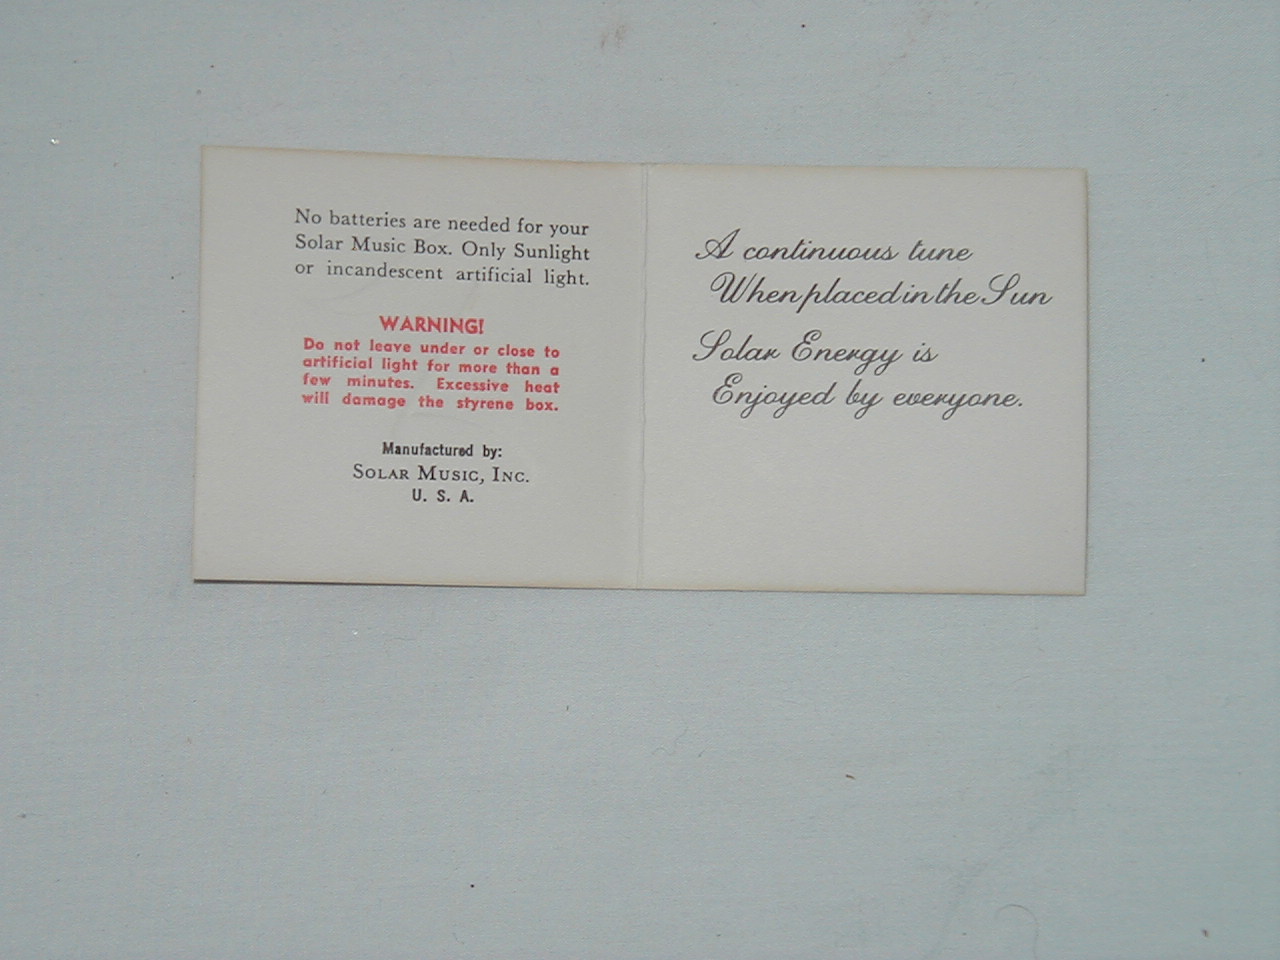 No batteries are needed for your
Solar Music Box. Only Sunlight
or incandescent artificial light.
WARNING!
Do not leave under or close to
artificial light for more than a
few minutes. Excessive heat
will damage the styrene box.
Manufactured by:
SOLAR MUSIC, INC.
U. S. A.
A continuous tune
When placed in the Sun
Solar Energy is
Enjoyed by everyone.